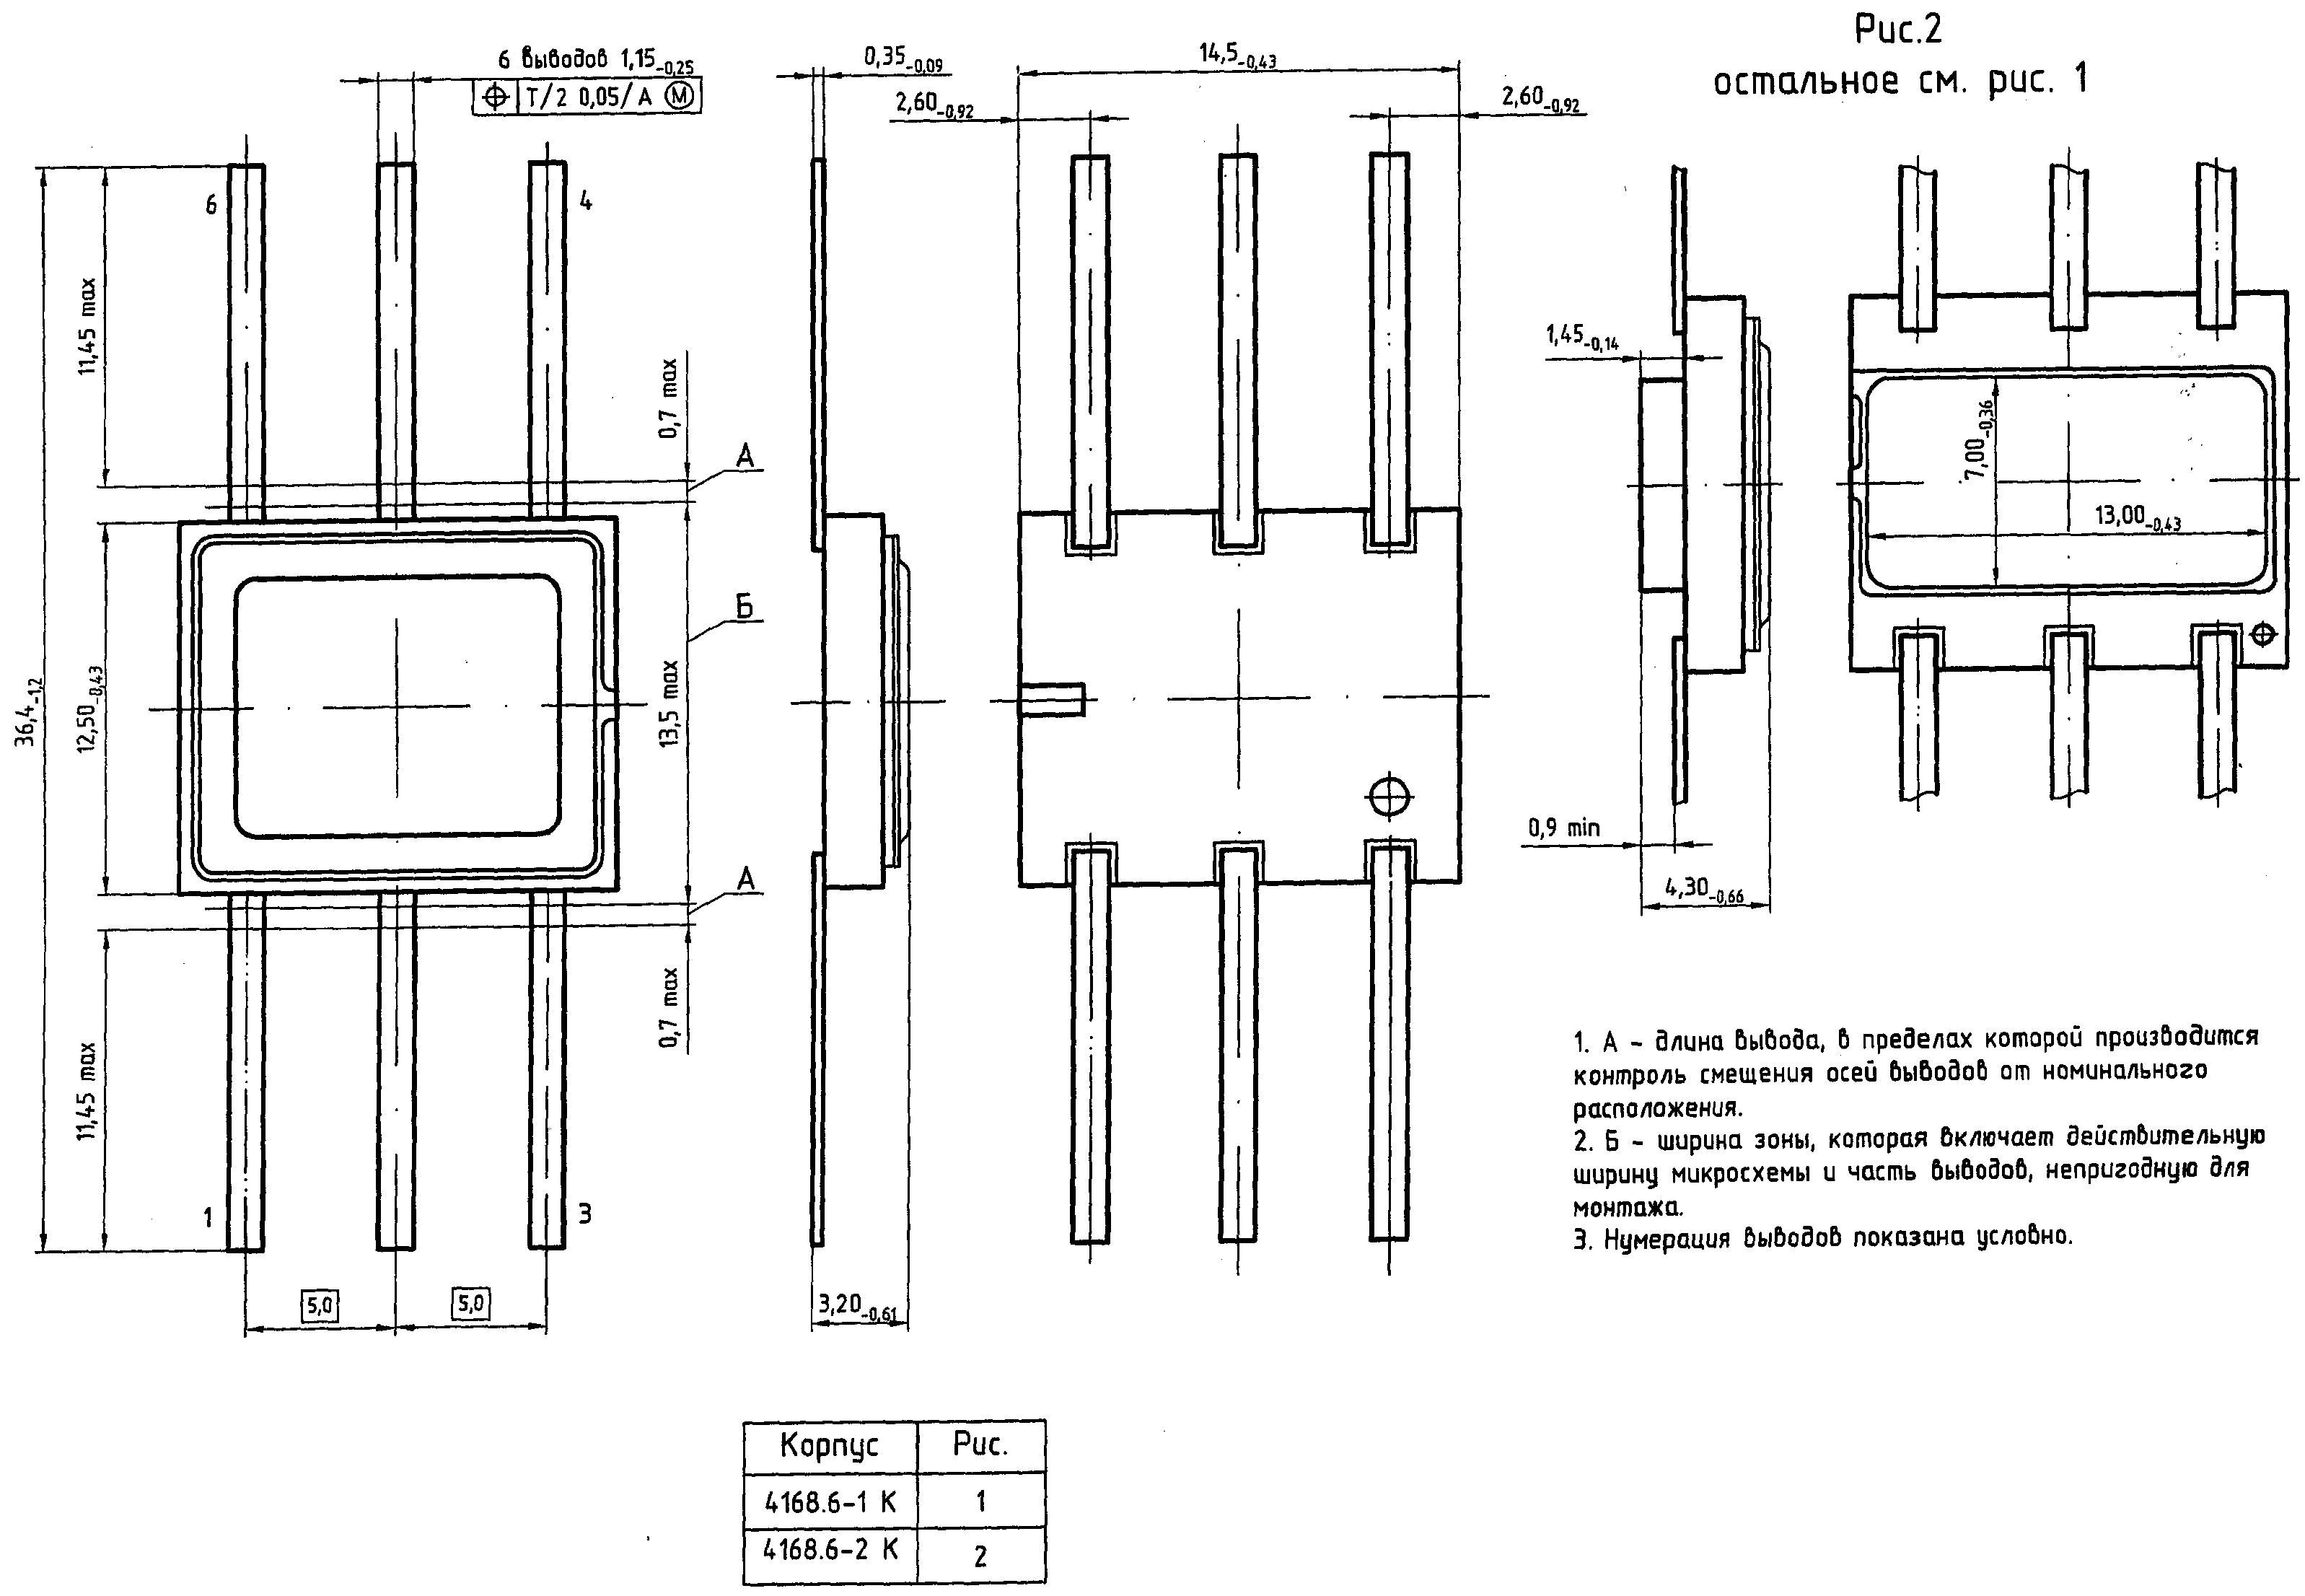 Рис.2
остальное см. рис. 1
6 выводов 1,15-0,25
⌖ Т/2 0,05/А Ⓜ
0,35-0,09
14,5-0,43
2,60-0,92
2,60-0,92
6
4
11,45 max
0,7 max
А
Б
13,5 max
36,4-1,2
12,50-0,43
А
0,7 max
11,45 max
1
3
5,0
5,0
3,20-0,61
1,45-0,14
7,00-0,36
13,00-0,43
0,9 min
4,30-0,66
1. А – длина вывода, в пределах которой производится
контроль смещения осей выводов от номинального
расположения.
2. Б – ширина зоны, которая включает действительную
ширину микросхемы и часть выводов, непригодную для
монтажа.
3. Нумерация выводов показана условно.
Корпус Рис.
4168.6-1 К 1
4168.6-2 К 2